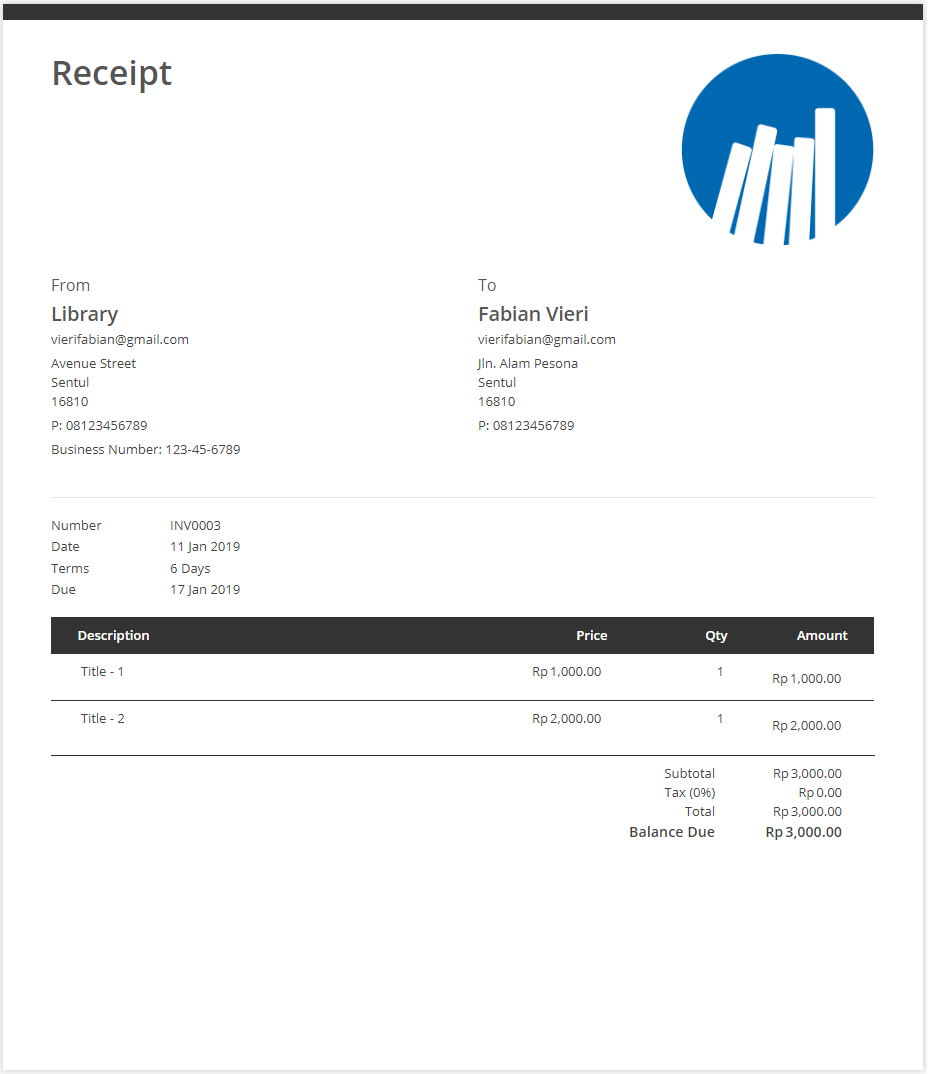 Receipt
From
Library
vierifabian@gmail.com
Avenue Street
Sentul
16810
P: 08123456789
Business Number: 123-45-6789
To
Fabian Vieri
vierifabian@gmail.com
Jln. Alam Pesona
Sentul
16810
P: 08123456789
Number INV0003
Date 11 Jan 2019
Terms 6 Days
Due 17 Jan 2019
Description Price Qty Amount
Title - 1 Rp 1,000.00 1 Rp 1,000.00
Title - 2 Rp 2,000.00 1 Rp 2,000.00
Subtotal Rp 3,000.00
Tax (0%) Rp 0.00
Total Rp 3,000.00
Balance Due Rp 3,000.00